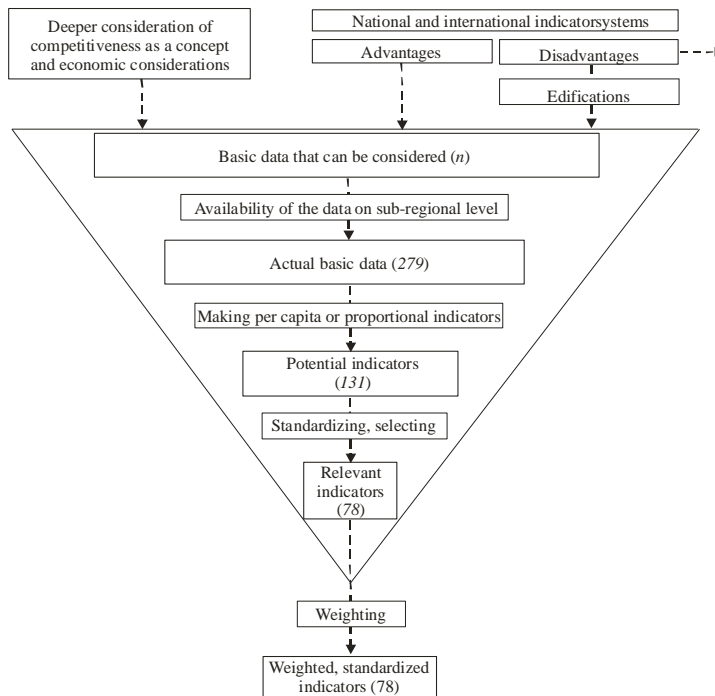 Deeper consideration of
competitiveness as a concept
and economic considerations
National and international indicatorsystems
Advantages
Disadvantages
Edifications
Basic data that can be considered (n)
Availability of the data on sub-regional level
Actual basic data (279)
Making per capita or proportional indicators
Potential indicators
(131)
Standardizing, selecting
Relevant
indicators
(78)
Weighting
Weighted, standardized
indicators (78)